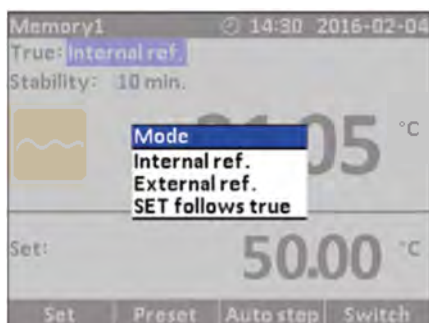 Memory1 14:30 2016-02-04
True: Internal ref.
Stability: 10 min.
.05 °C
Mode
Internal ref.
External ref.
SET follows true
Set: 50.00 °C
Set Preset Auto step Switch